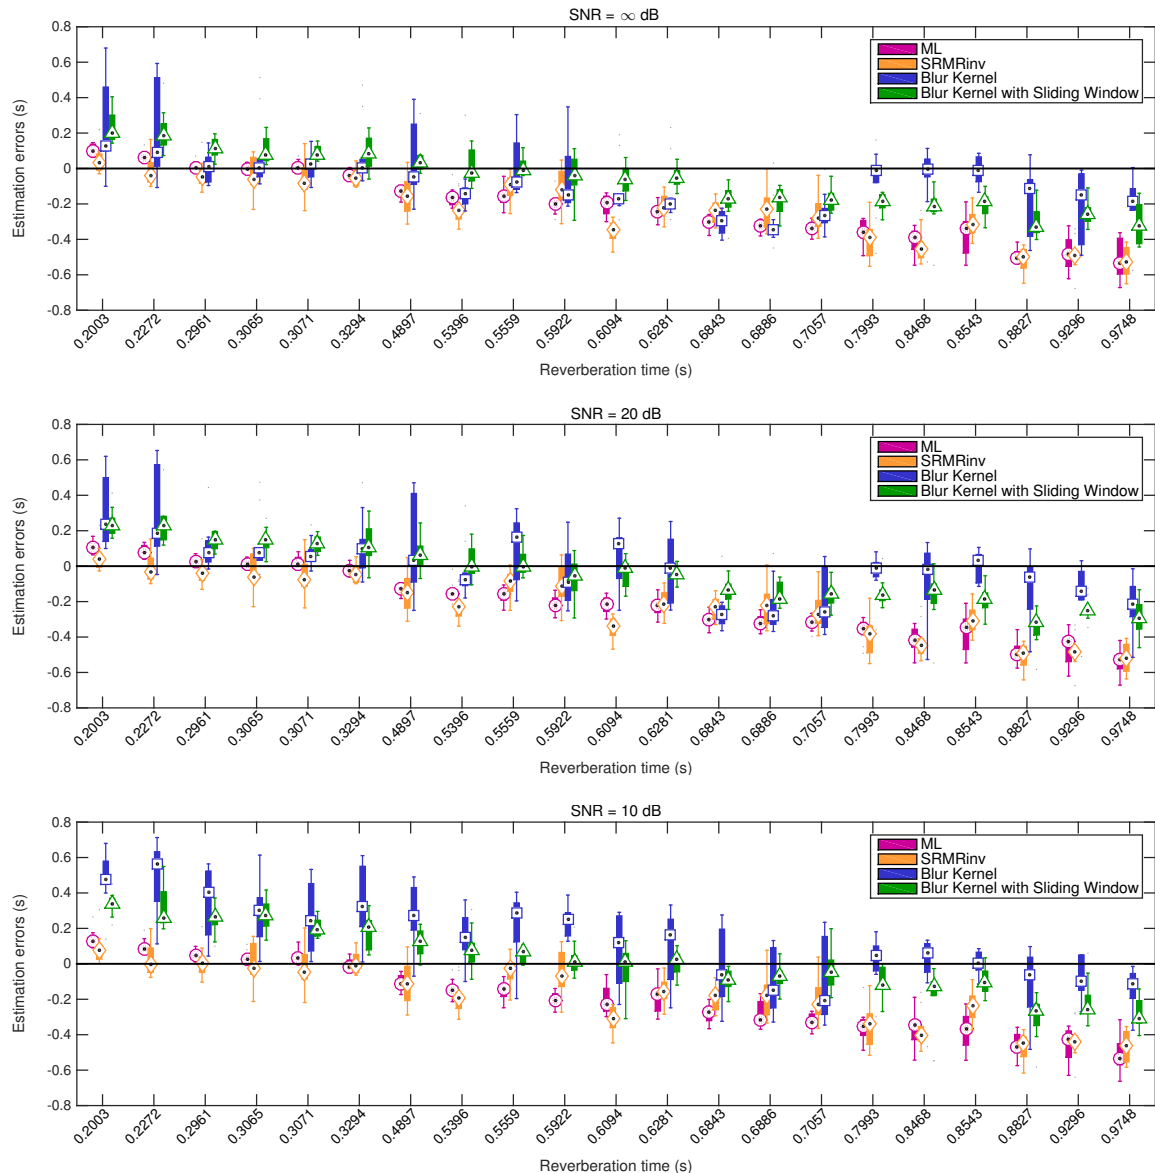 SNR = ∞ dB
Estimation errors (s)
0.8
0.6
0.4
0.2
0
-0.2
-0.4
-0.6
-0.8
ML
SRMRinv
Blur Kernel
Blur Kernel with Sliding Window
0.2003 0.2272 0.2961 0.3065 0.3071 0.3294 0.4897 0.5396 0.5559 0.5922 0.6094 0.6281 0.6843 0.6886 0.7057 0.7993 0.8468 0.8543 0.8827 0.9296 0.9748
Reverberation time (s)
SNR = 20 dB
Estimation errors (s)
0.8
0.6
0.4
0.2
0
-0.2
-0.4
-0.6
-0.8
ML
SRMRinv
Blur Kernel
Blur Kernel with Sliding Window
0.2003 0.2272 0.2961 0.3065 0.3071 0.3294 0.4897 0.5396 0.5559 0.5922 0.6094 0.6281 0.6843 0.6886 0.7057 0.7993 0.8468 0.8543 0.8827 0.9296 0.9748
Reverberation time (s)
SNR = 10 dB
Estimation errors (s)
0.8
0.6
0.4
0.2
0
-0.2
-0.4
-0.6
-0.8
ML
SRMRinv
Blur Kernel
Blur Kernel with Sliding Window
0.2003 0.2272 0.2961 0.3065 0.3071 0.3294 0.4897 0.5396 0.5559 0.5922 0.6094 0.6281 0.6843 0.6886 0.7057 0.7993 0.8468 0.8543 0.8827 0.9296 0.9748
Reverberation time (s)